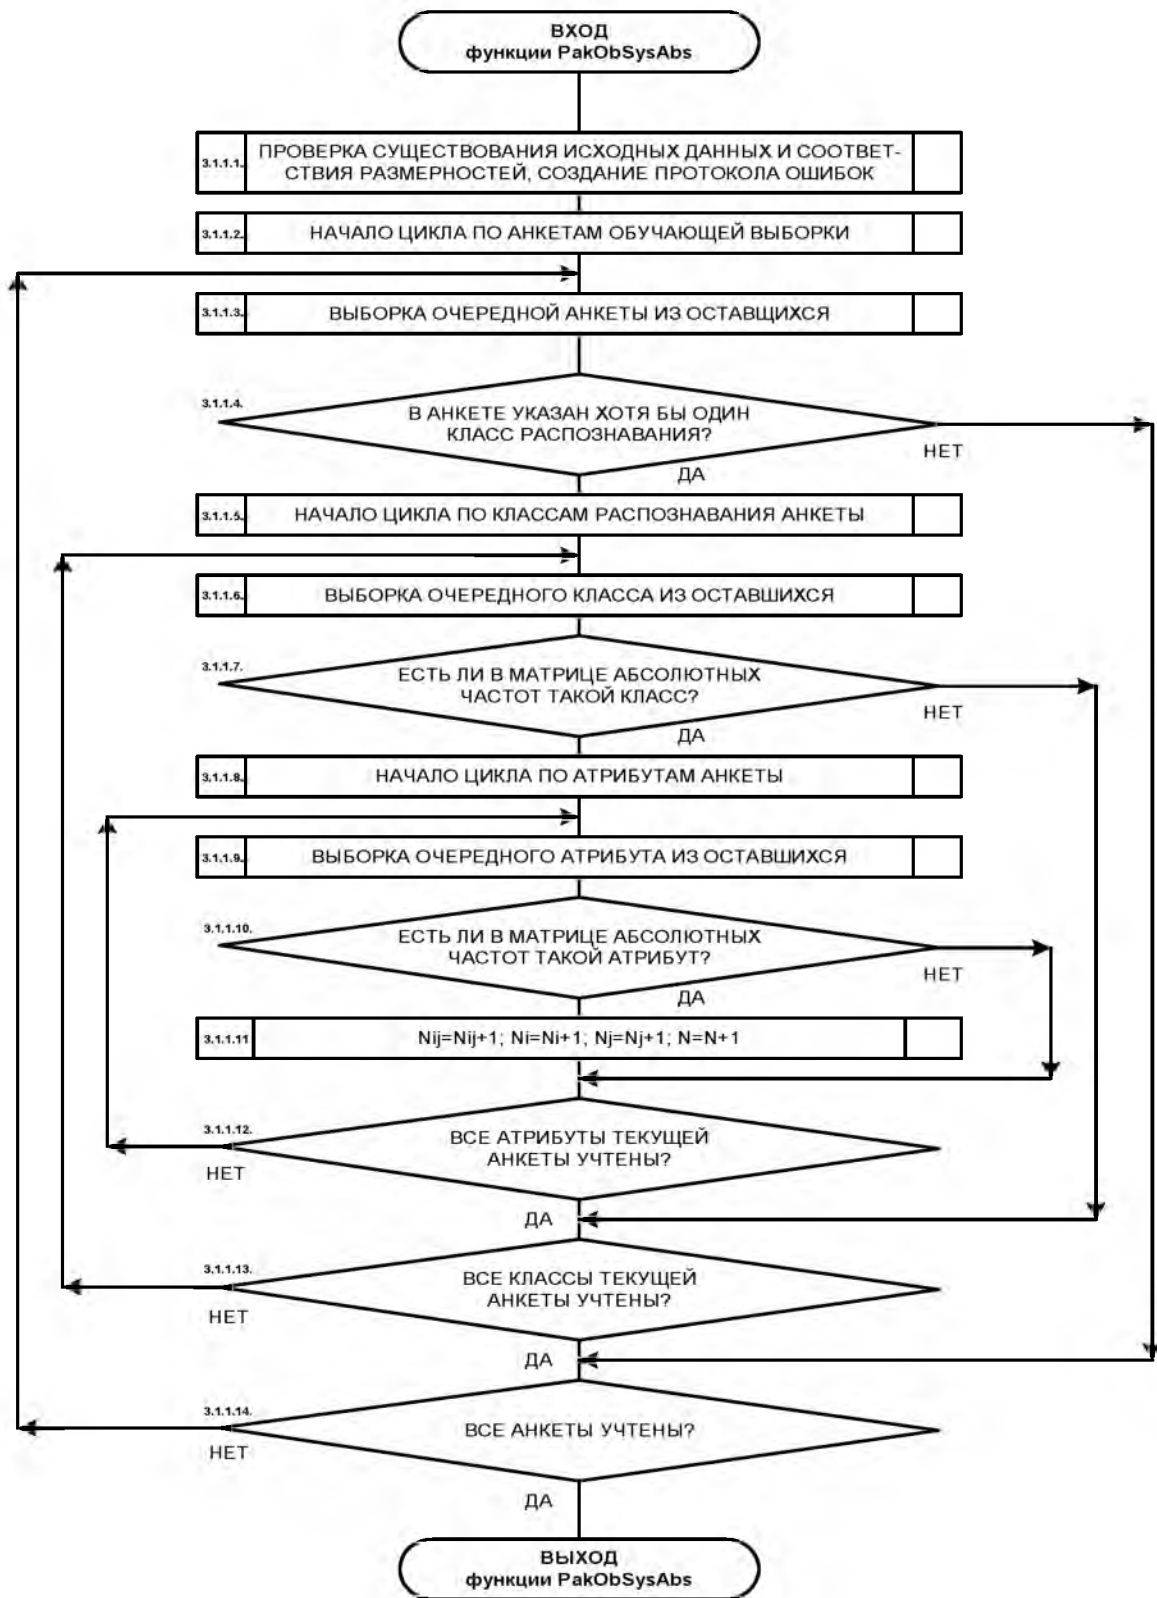 ВХОД
функции PakObSysAbs
3.1.1.1.
ПРОВЕРКА СУЩЕСТВОВАНИЯ ИСХОДНЫХ ДАННЫХ И СООТВЕТ-
СТВИЯ РАЗМЕРНОСТЕЙ, СОЗДАНИЕ ПРОТОКОЛА ОШИБОК
3.1.1.2.
НАЧАЛО ЦИКЛА ПО АНКЕТАМ ОБУЧАЮЩЕЙ ВЫБОРКИ
3.1.1.3.
ВЫБОРКА ОЧЕРЕДНОЙ АНКЕТЫ ИЗ ОСТАВЩИХСЯ
3.1.1.4.
В АНКЕТЕ УКАЗАН ХОТЯ БЫ ОДИН
КЛАСС РАСПОЗНАВАНИЯ?
НЕТ
ДА
3.1.1.5.
НАЧАЛО ЦИКЛА ПО КЛАССАМ РАСПОЗНАВАНИЯ АНКЕТЫ
3.1.1.6.
ВЫБОРКА ОЧЕРЕДНОГО КЛАССА ИЗ ОСТАВШИХСЯ
3.1.1.7.
ЕСТЬ ЛИ В МАТРИЦЕ АБСОЛЮТНЫХ
ЧАСТОТ ТАКОЙ КЛАСС?
НЕТ
ДА
3.1.1.8.
НАЧАЛО ЦИКЛА ПО АТРИБУТАМ АНКЕТЫ
3.1.1.9.
ВЫБОРКА ОЧЕРЕДНОГО АТРИБУТА ИЗ ОСТАВШИХСЯ
3.1.1.10.
ЕСТЬ ЛИ В МАТРИЦЕ АБСОЛЮТНЫХ
ЧАСТОТ ТАКОЙ АТРИБУТ?
НЕТ
ДА
3.1.1.11
Nij=Nij+1; Ni=Ni+1; Nj=Nj+1; N=N+1
3.1.1.12.
ВСЕ АТРИБУТЫ ТЕКУЩЕЙ
АНКЕТЫ УЧТЕНЫ?
НЕТ
ДА
3.1.1.13.
ВСЕ КЛАССЫ ТЕКУЩЕЙ
АНКЕТЫ УЧТЕНЫ?
НЕТ
ДА
3.1.1.14.
ВСЕ АНКЕТЫ УЧТЕНЫ?
НЕТ
ДА
ВЫХОД
функции PakObSysAbs